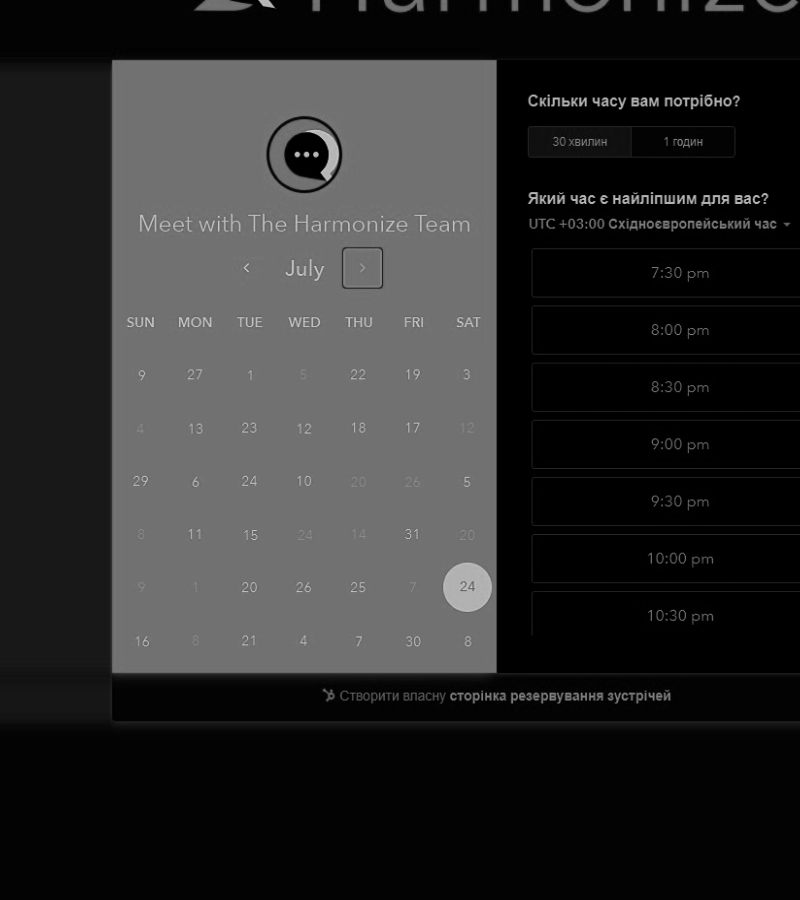 Harmonize
Meet with The Harmonize Team
July
SUN MON TUE WED THU FRI SAT
9 27 1 5 22 19 3
4 13 23 12 18 17 12
29 6 24 10 20 26 5
8 11 15 24 14 31 20
9 1 20 26 25 7 24
16 8 21 4 7 30 8
Скільки часу вам потрібно?
30 хвилин 1 годин
Який час є найліпшим для вас?
UTC +03:00 Східноєвропейський час
7:30 pm
8:00 pm
8:30 pm
9:00 pm
9:30 pm
10:00 pm
10:30 pm
Створити власну сторінка резервування зустрічей